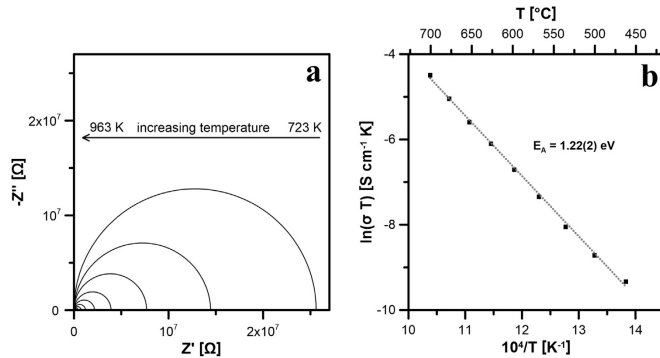 a
963 K increasing temperature 723 K
-Z'' [Ω]
2x10⁷
10⁷
0
0 10⁷ 2x10⁷
Z' [Ω]
T [°C]
700 650 600 550 500 450
b
E_A = 1.22(2) eV
ln(σ T) [S cm⁻¹ K]
-4
-6
-8
-10
10 11 12 13 14
10⁴/T [K⁻¹]